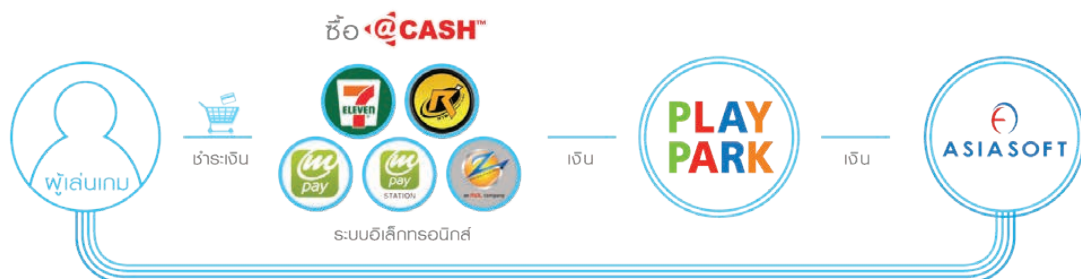 ซื้อ @CASH™
7
ELEVEN
R
ผู้เล่นเกม
ชำระเงิน
m
pay
m
pay
STATION
Z
เงิน
PLAY
PARK
เงิน
ASIASOFT
ระบบอิเล็กทรอนิกส์